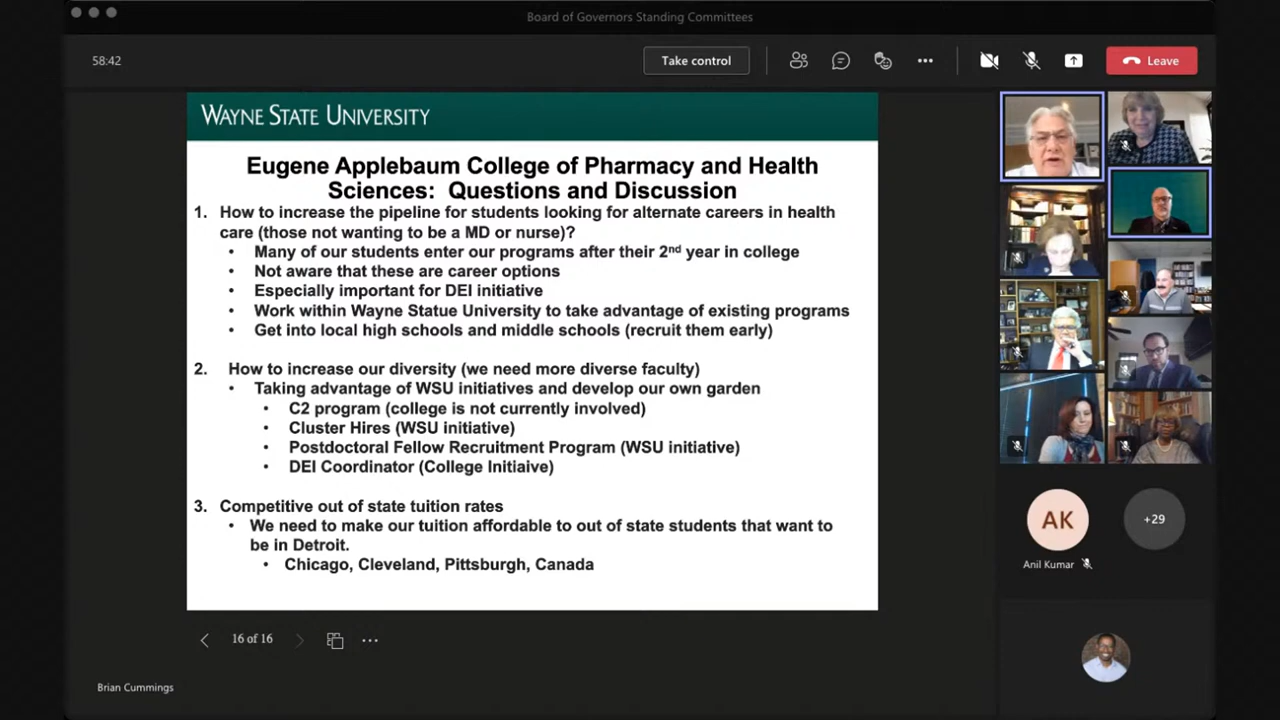 Board of Governors Standing Committees
58:42
Take control
Leave
WAYNE STATE UNIVERSITY
Eugene Applebaum College of Pharmacy and Health
Sciences: Questions and Discussion
1. How to increase the pipeline for students looking for alternate careers in health
care (those not wanting to be a MD or nurse)?
• Many of our students enter our programs after their 2nd year in college
• Not aware that these are career options
• Especially important for DEI initiative
• Work within Wayne Statue University to take advantage of existing programs
• Get into local high schools and middle schools (recruit them early)
2. How to increase our diversity (we need more diverse faculty)
• Taking advantage of WSU initiatives and develop our own garden
• C2 program (college is not currently involved)
• Cluster Hires (WSU initiative)
• Postdoctoral Fellow Recruitment Program (WSU initiative)
• DEI Coordinator (College Initiaive)
3. Competitive out of state tuition rates
• We need to make our tuition affordable to out of state students that want to
be in Detroit.
• Chicago, Cleveland, Pittsburgh, Canada
16 of 16
Brian Cummings
AK
+29
Anil Kumar